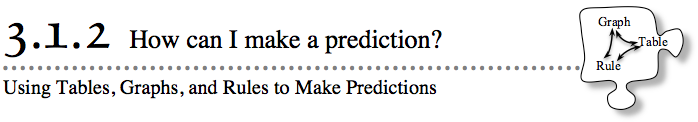 3.1.2 How can I make a prediction?
Using Tables, Graphs, and Rules to Make Predictions
Graph
Table
Rule